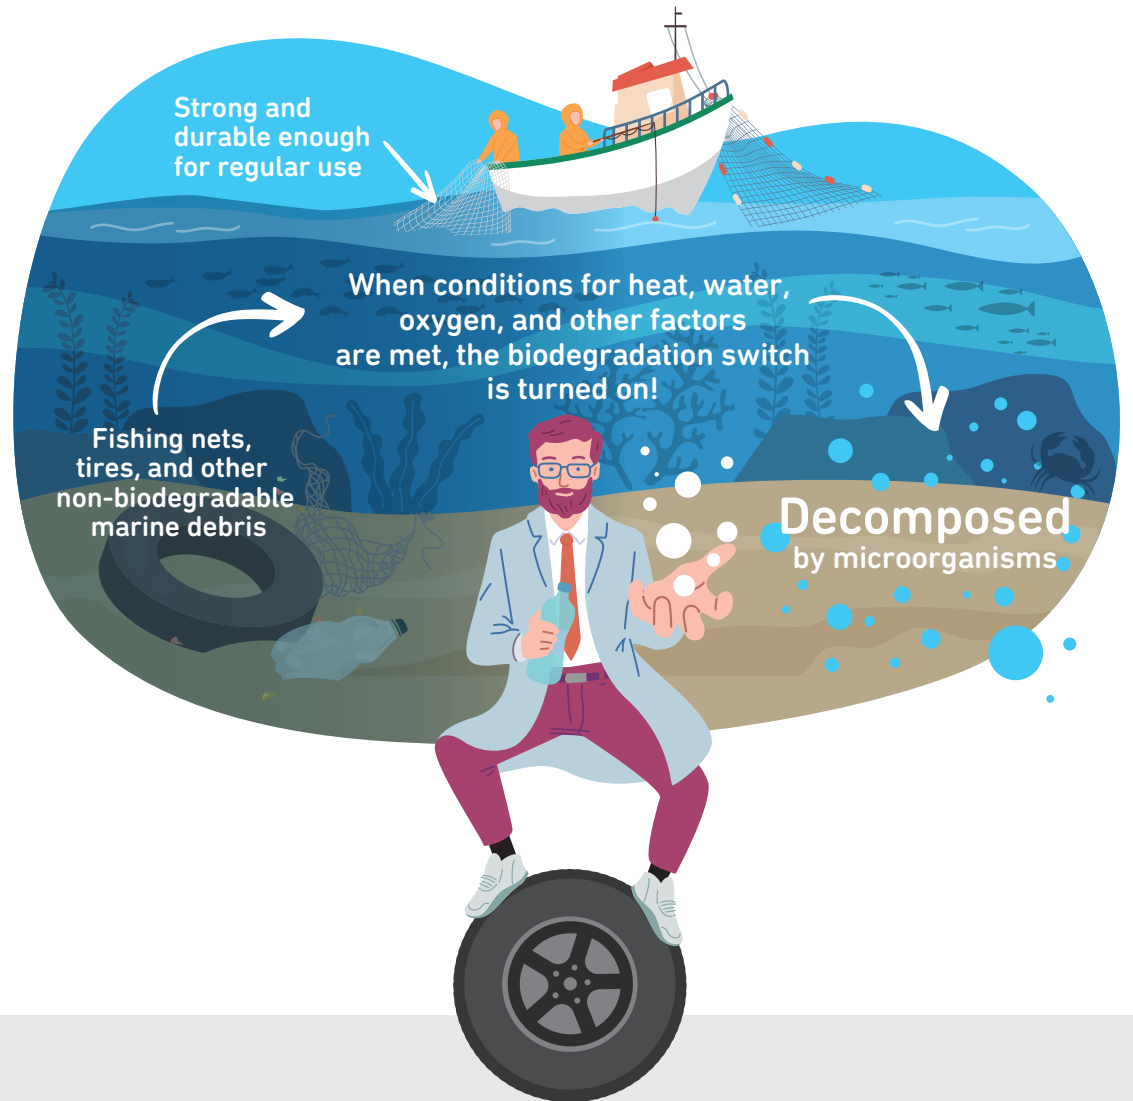 Strong and
durable enough
for regular use
When conditions for heat, water,
oxygen, and other factors
are met, the biodegradation switch
is turned on!
Fishing nets,
tires, and other
non-biodegradable
marine debris
Decomposed
by microorganisms